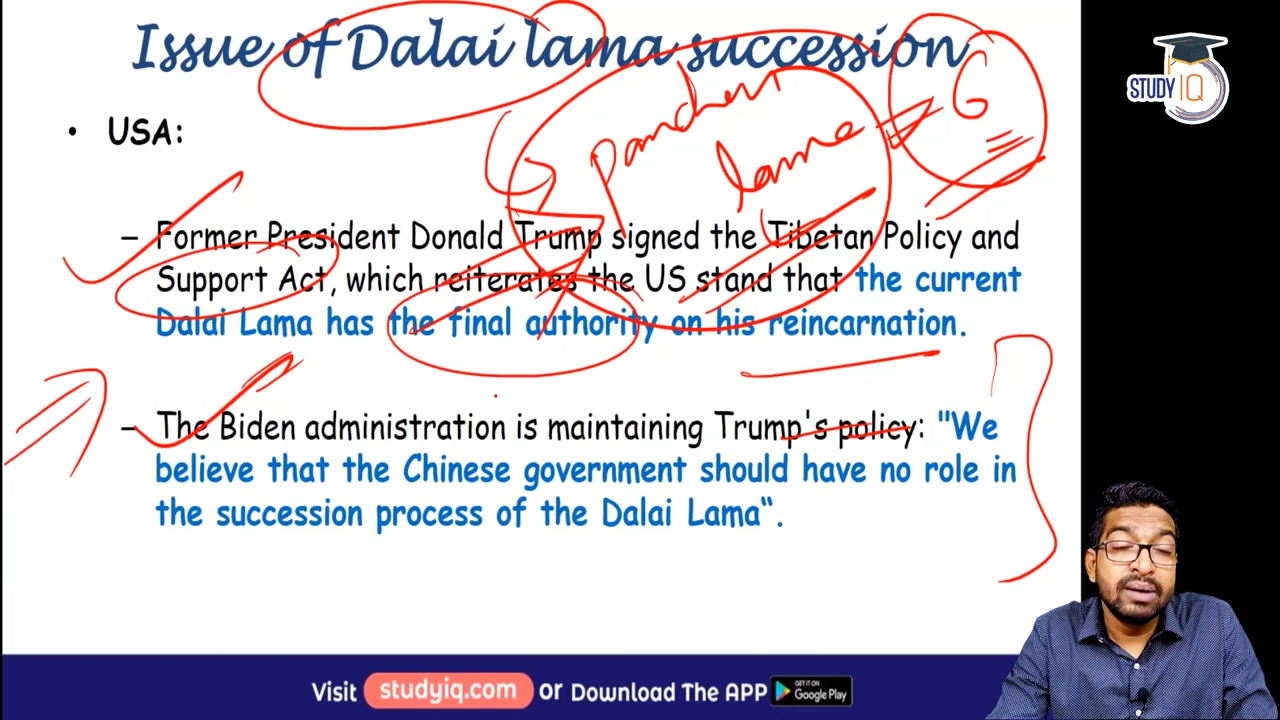 Issue of Dalai lama succession
STUDY IQ
• USA:
panchen
lama
6
– Former President Donald Trump signed the Tibetan Policy and
Support Act, which reiterates the US stand that the current
Dalai Lama has the final authority on his reincarnation.
– The Biden administration is maintaining Trump's policy: "We
believe that the Chinese government should have no role in
the succession process of the Dalai Lama“.
Visit studyiq.com or Download The APP GET IT ON Google Play